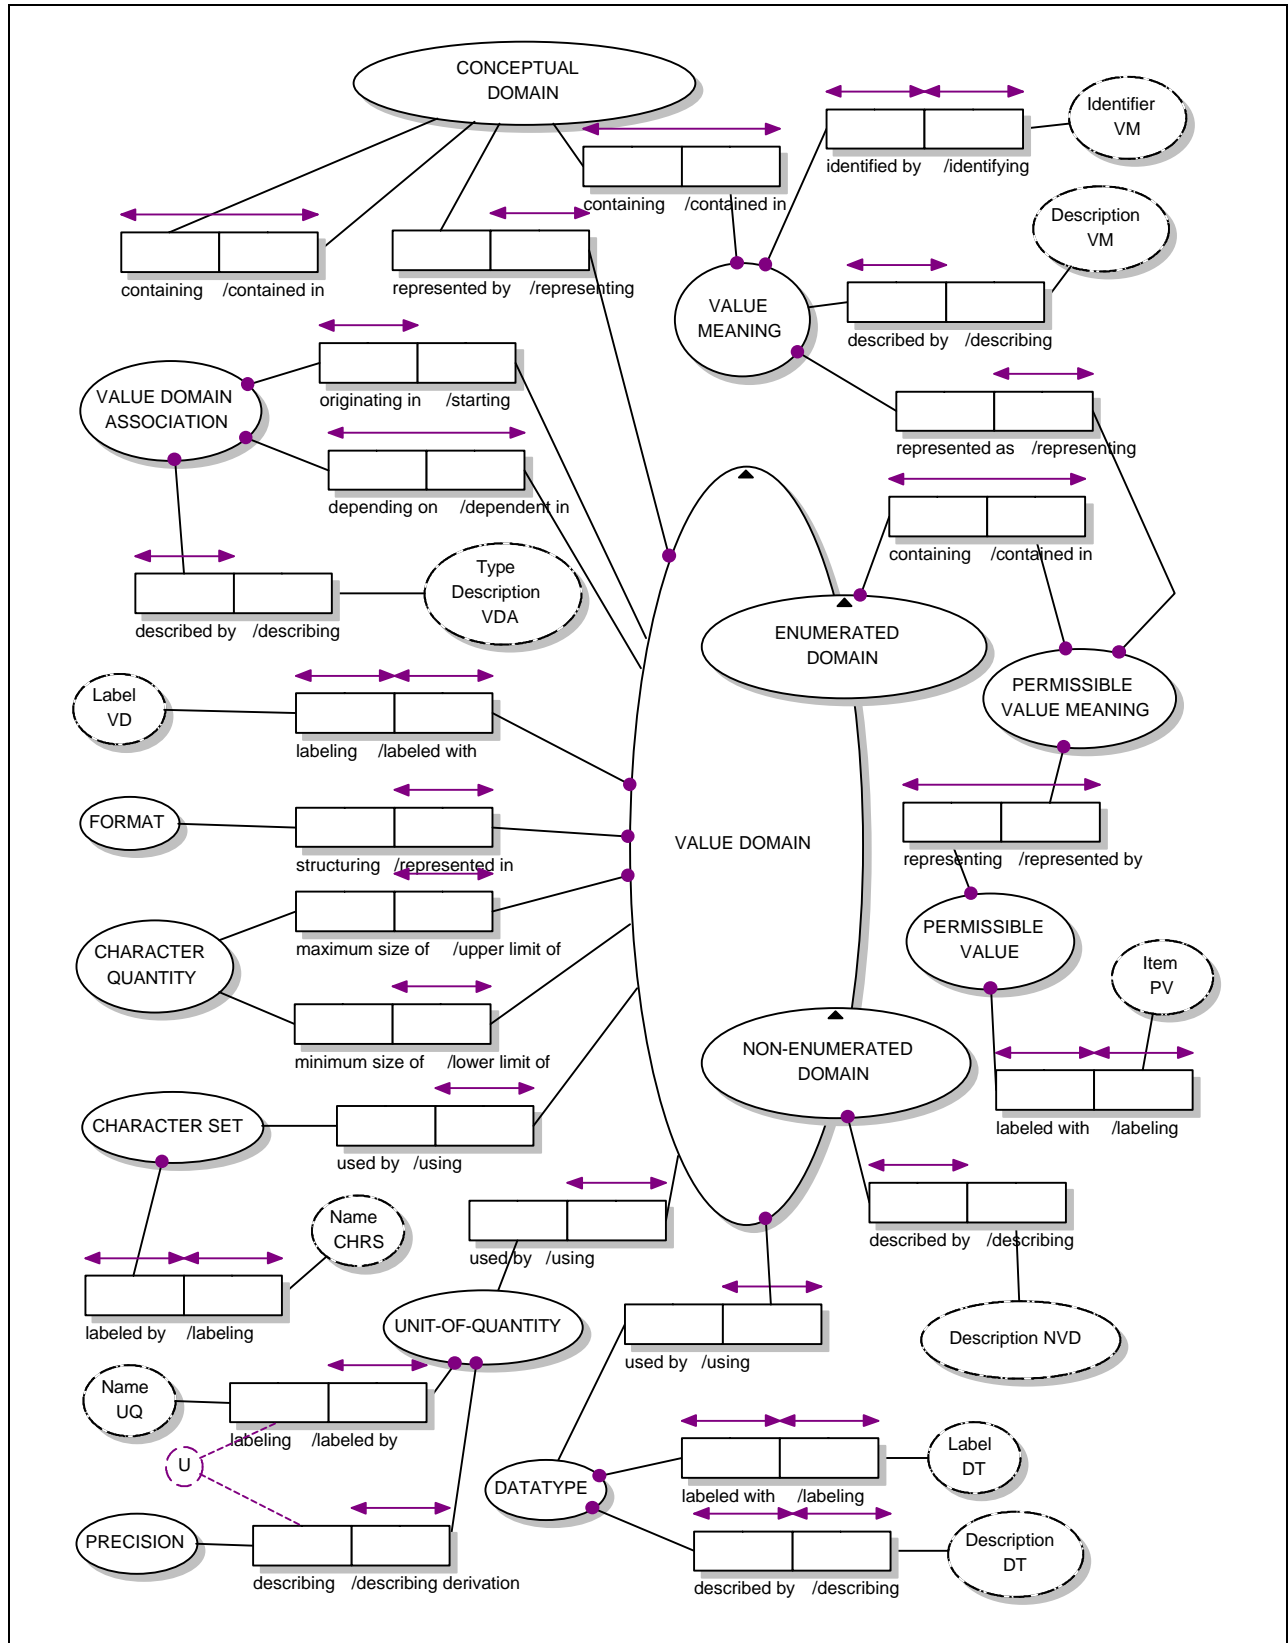 CONCEPTUAL
DOMAIN
Identifier
VM
identified by /identifying
containing /contained in
Description
VM
containing /contained in
represented by /representing
VALUE
MEANING
described by /describing
originating in /starting
VALUE DOMAIN
ASSOCIATION
represented as /representing
depending on /dependent in
containing /contained in
Type
Description
VDA
described by /describing
ENUMERATED
DOMAIN
Label
VD
labeling /labeled with
PERMISSIBLE
VALUE MEANING
FORMAT
structuring /represented in
VALUE DOMAIN
representing /represented by
CHARACTER
QUANTITY
maximum size of /upper limit of
PERMISSIBLE
VALUE
Item
PV
minimum size of /lower limit of
NON-ENUMERATED
DOMAIN
labeled with /labeling
CHARACTER SET
used by /using
Name
CHRS
used by /using
described by /describing
labeled by /labeling
UNIT-OF-QUANTITY
used by /using
Description NVD
Name
UQ
labeling /labeled by
U
Label
DT
DATATYPE
labeled with /labeling
PRECISION
describing /describing derivation
Description
DT
described by /describing